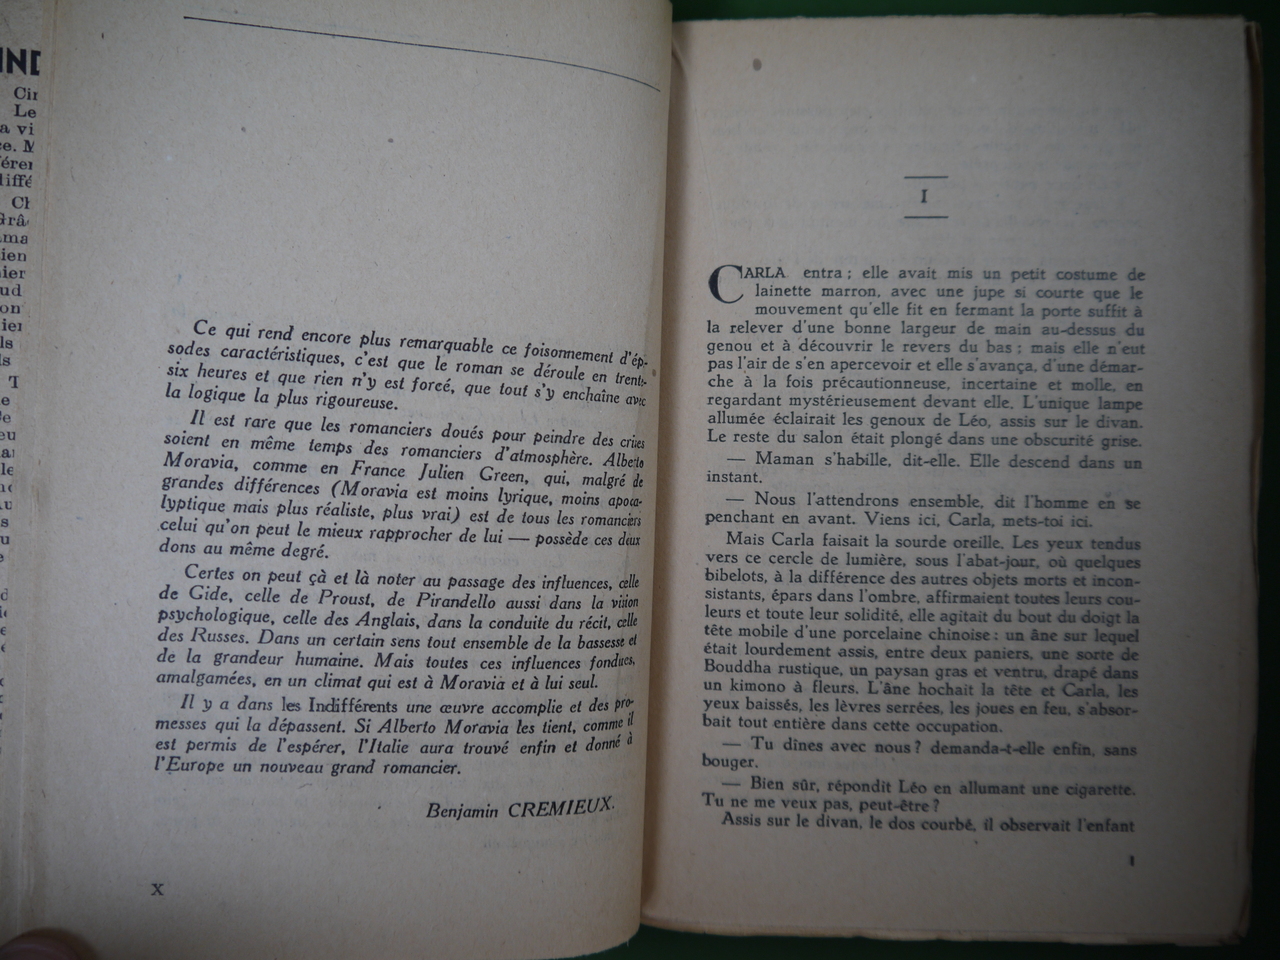 IND
Cir
Le
a vi
ce. M
érer
diffé
Ch
Grâ
ama
ien
nier
ud
on
ier
ls
Ce qui rend encore plus remarquable ce foisonnement d'épi-
sodes caractéristiques, c'est que le roman se déroule en trente-
six heures et que rien n'y est forcé, que tout s'y enchaîne avec
la logique la plus rigoureuse.
Il est rare que les romanciers doués pour peindre des crises
soient en même temps des romanciers d'atmosphère. Alberto
Moravia, comme en France Julien Green, qui, malgré de
grandes différences (Moravia est moins lyrique, moins apoca-
lyptique mais plus réaliste, plus vrai) est de tous les romanciers
celui qu'on peut le mieux rapprocher de lui — possède ces deux
dons au même degré.
Certes on peut çà et là noter au passage des influences, celle
de Gide, celle de Proust, de Pirandello aussi dans la vision
psychologique, celle des Anglais, dans la conduite du récit, celle
des Russes. Dans un certain sens tout ensemble de la bassesse et
de la grandeur humaine. Mais toutes ces influences fondues,
amalgamées, en un climat qui est à Moravia et à lui seul.
Il y a dans les Indifférents une œuvre accomplie et des pro-
messes qui la dépassent. Si Alberto Moravia les tient, comme il
est permis de l'espérer, l'Italie aura trouvé enfin et donné à
l'Europe un nouveau grand romancier.
Benjamin CREMIEUX.
X
I
CARLA entra ; elle avait mis un petit costume de
lainette marron, avec une jupe si courte que le
mouvement qu'elle fit en fermant la porte suffit à
la relever d'une bonne largeur de main au-dessus du
genou et à découvrir le revers du bas ; mais elle n'eut
pas l'air de s'en apercevoir et elle s'avança, d'une démar-
che à la fois précautionneuse, incertaine et molle, en
regardant mystérieusement devant elle. L'unique lampe
allumée éclairait les genoux de Léo, assis sur le divan.
Le reste du salon était plongé dans une obscurité grise.
— Maman s'habille, dit-elle. Elle descend dans un
instant.
— Nous l'attendrons ensemble, dit l'homme en se
penchant en avant. Viens ici, Carla, mets-toi ici.
Mais Carla faisait la sourde oreille. Les yeux tendus
vers ce cercle de lumière, sous l'abat-jour, où quelques
bibelots, à la différence des autres objets morts et incon-
sistants, épars dans l'ombre, affirmaient toutes leurs cou-
leurs et toute leur solidité, elle agitait du bout du doigt la
tête mobile d'une porcelaine chinoise : un âne sur lequel
était lourdement assis, entre deux paniers, une sorte de
Bouddha rustique, un paysan gras et ventru, drapé dans
un kimono à fleurs. L'âne hochait la tête et Carla, les
yeux baissés, les lèvres serrées, les joues en feu, s'absor-
bait tout entière dans cette occupation.
— Tu dînes avec nous ? demanda-t-elle enfin, sans
bouger.
— Bien sûr, répondit Léo en allumant une cigarette.
Tu ne me veux pas, peut-être ?
Assis sur le divan, le dos courbé, il observait l'enfant
1